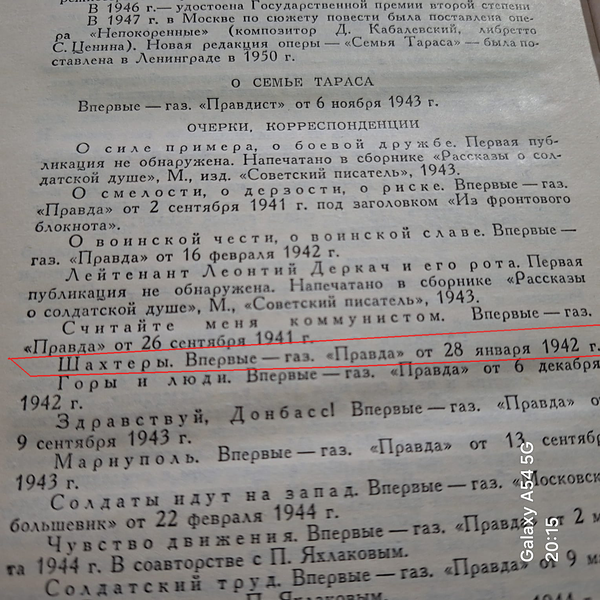 В 1946 г.— удостоена Государственной премии второй степени
В 1947 г. в Москве по сюжету повести была поставлена опе-
ра «Непокоренные» (композитор Д. Кабалевский, либретто
С. Ценина). Новая редакция оперы — «Семья Тараса» — была по-
ставлена в Ленинграде в 1950 г.
О СЕМЬЕ ТАРАСА
Впервые — газ. «Правдист» от 6 ноября 1943 г.
ОЧЕРКИ, КОРРЕСПОНДЕНЦИИ
О силе примера, о боевой дружбе. Первая пуб-
ликация не обнаружена. Напечатано в сборнике «Рассказы о сол-
датской душе», М., изд. «Советский писатель», 1943.
О смелости, о дерзости, о риске. Впервые — газ.
«Правда» от 2 сентября 1941 г. под заголовком «Из фронтового
блокнота».
О воинской чести, о воинской славе. Впервые —
газ. «Правда» от 16 февраля 1942 г.
Лейтенант Леонтий Деркач и его рота. Первая
публикация не обнаружена. Напечатано в сборнике «Рассказы
о солдатской душе», М., «Советский писатель», 1943.
Считайте меня коммунистом. Впервые — газ.
«Правда» от 26 сентября 1941 г.
Шахтеры. Впервые — газ. «Правда» от 28 января 1942 г.
Горы и люди. Впервые — газ. «Правда» от 6 декабря
1942 г.
Здравствуй, Донбасс! Впервые — газ. «Правда» о
9 сентября 1943 г.
Мариуполь. Впервые — газ. «Правда» от 13 сентяб
1943 г.
Солдаты идут на запад. Впервые — газ. «Московск
большевик» от 22 февраля 1944 г.
Чувство движения. Впервые — газ. «Правда» от 2 м
та 1944 г. В соавторстве с П. Яхлаковым.
Солдатский труд. Впервые — газ. «Правда» от 9 м
П. Яхлаковым.
Galaxy A54 5G
20:15